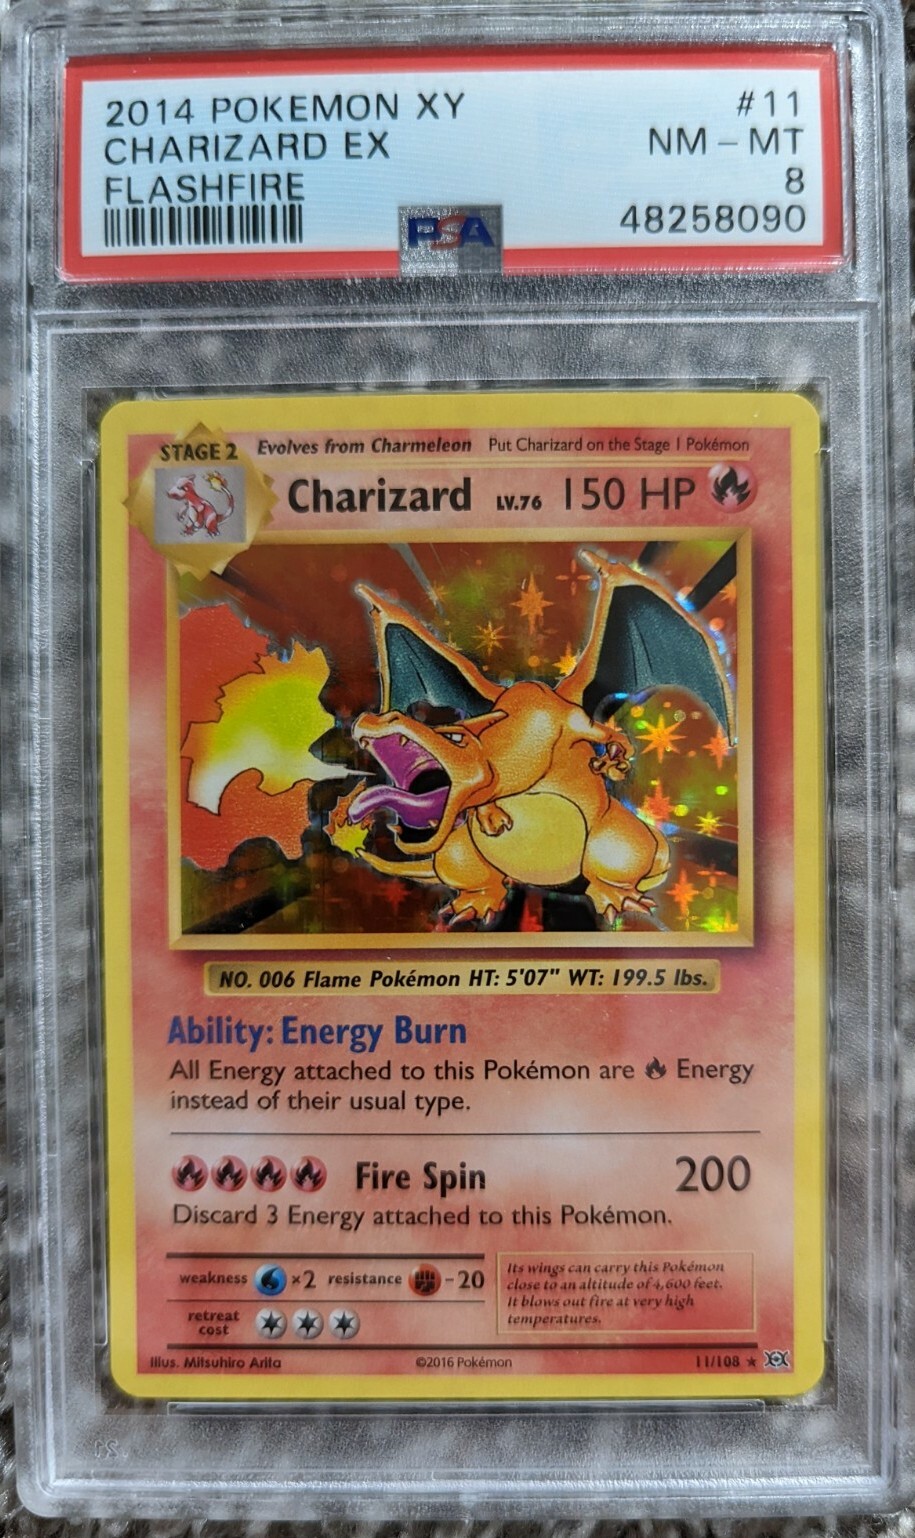 2014 POKEMON XY #11
CHARIZARD EX NM - MT
FLASHFIRE 8
PSA 48258090
STAGE 2 Evolves from Charmeleon Put Charizard on the Stage 1 Pokémon
Charizard LV.76 150 HP
NO. 006 Flame Pokémon HT: 5'07" WT: 199.5 lbs.
Ability: Energy Burn
All Energy attached to this Pokémon are Energy
instead of their usual type.
Fire Spin 200
Discard 3 Energy attached to this Pokémon.
weakness ×2 resistance -20
retreat
cost
Its wings can carry this Pokémon
close to an altitude of 4,600 feet.
It blows out fire at very high
temperatures.
Illus. Mitsuhiro Arita ©2016 Pokémon 11/108